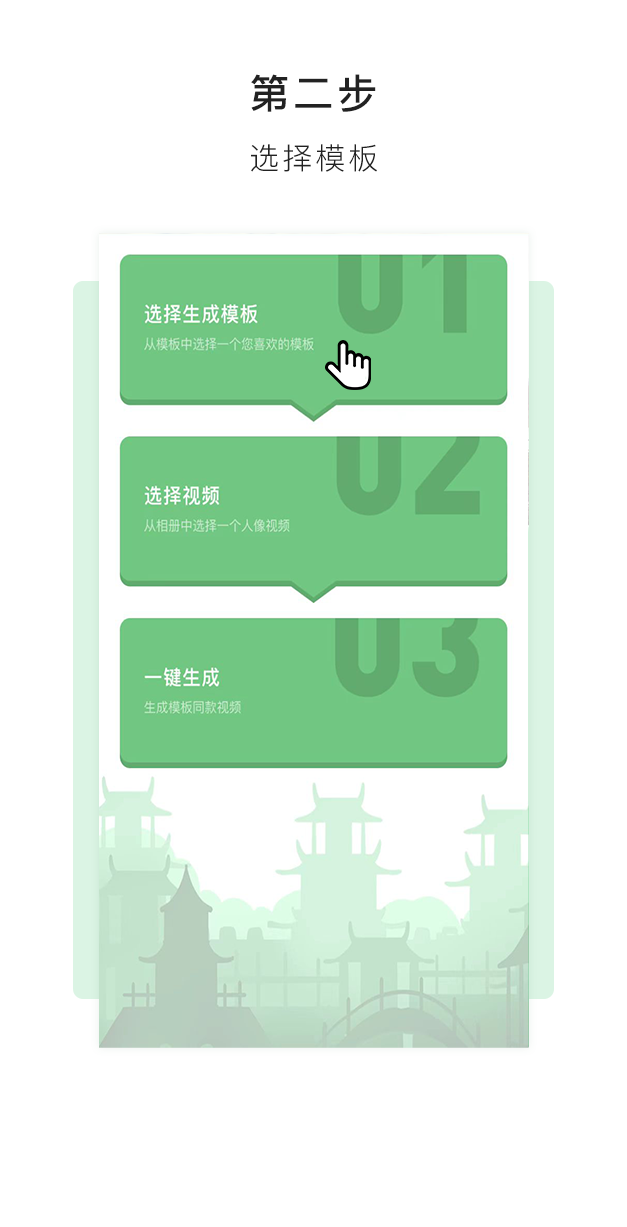 第二步
选择模板
01
选择生成模板
从模板中选择一个您喜欢的模板
02
选择视频
从相册中选择一个人像视频
03
一键生成
生成模板同款视频